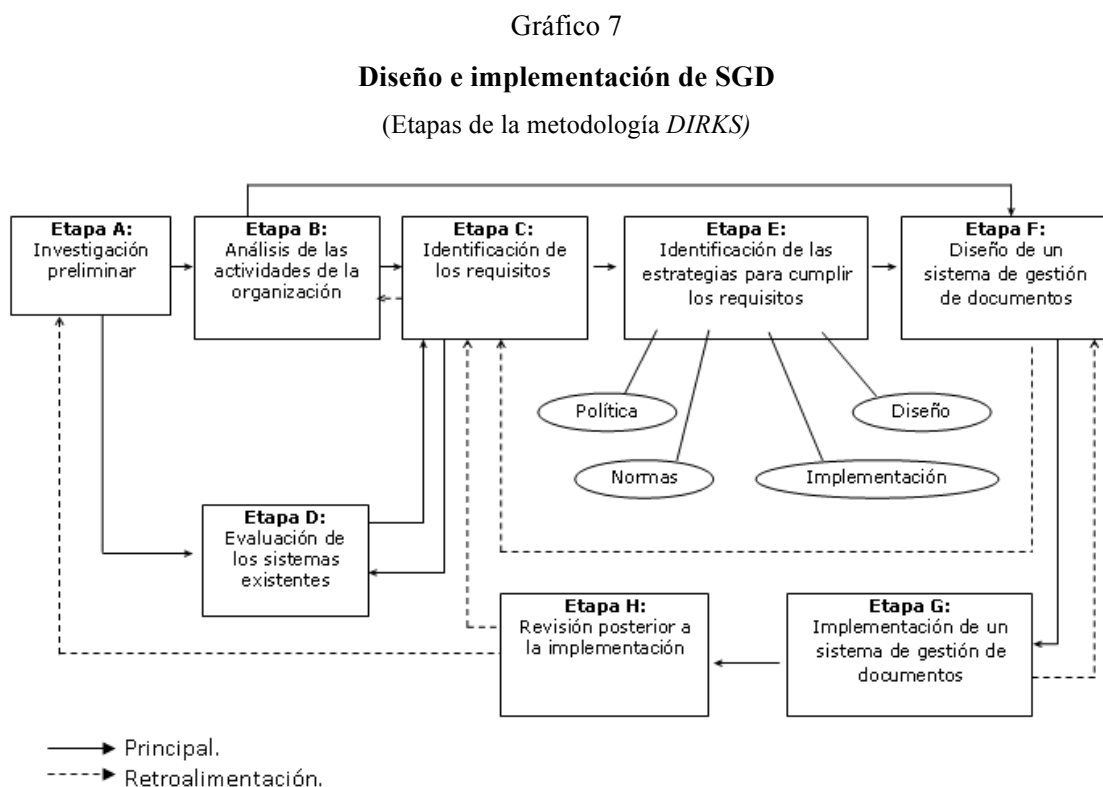 Gráfico 7
Diseño e implementación de SGD
(Etapas de la metodología DIRKS)
Etapa A:
Investigación
preliminar
Etapa B:
Análisis de las
actividades de la
organización
Etapa C:
Identificación de
los requisitos
Etapa E:
Identificación de las
estrategias para cumplir
los requisitos
Etapa F:
Diseño de un
sistema de gestión
de documentos
Política
Diseño
Normas
Implementación
Etapa D:
Evaluación de
los sistemas
existentes
Etapa H:
Revisión posterior a
la implementación
Etapa G:
Implementación de un
sistema de gestión de
documentos
Principal.
Retroalimentación.